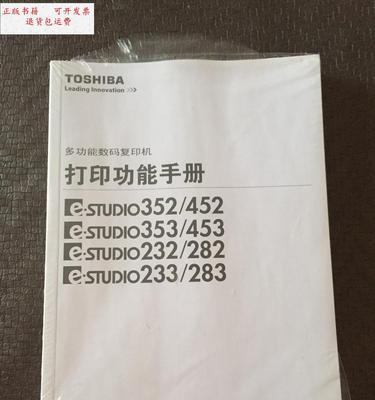 正版书籍 可开发票
退货包运费
TOSHIBA
Leading Innovation >>>
多功能数码复印机
打印功能手册
e-STUDIO352/452
e-STUDIO353/453
e-STUDIO232/282
e-STUDIO233/283